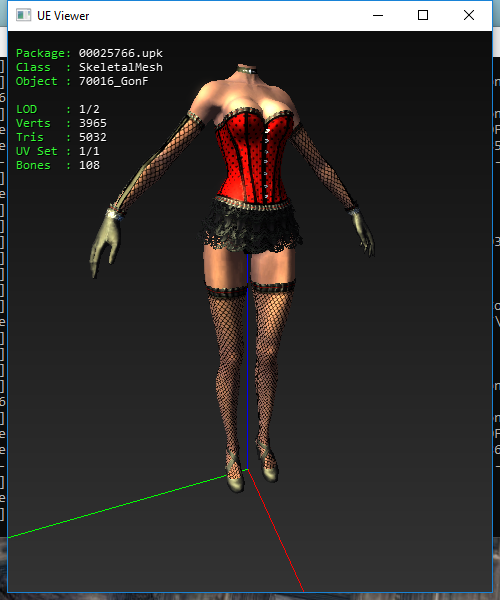 UE Viewer
Package: 00025766.upk
Class : SkeletalMesh
Object : 70016_GonF
LOD : 1/2
Verts : 3965
Tris : 5032
UV Set : 1/1
Bones : 108